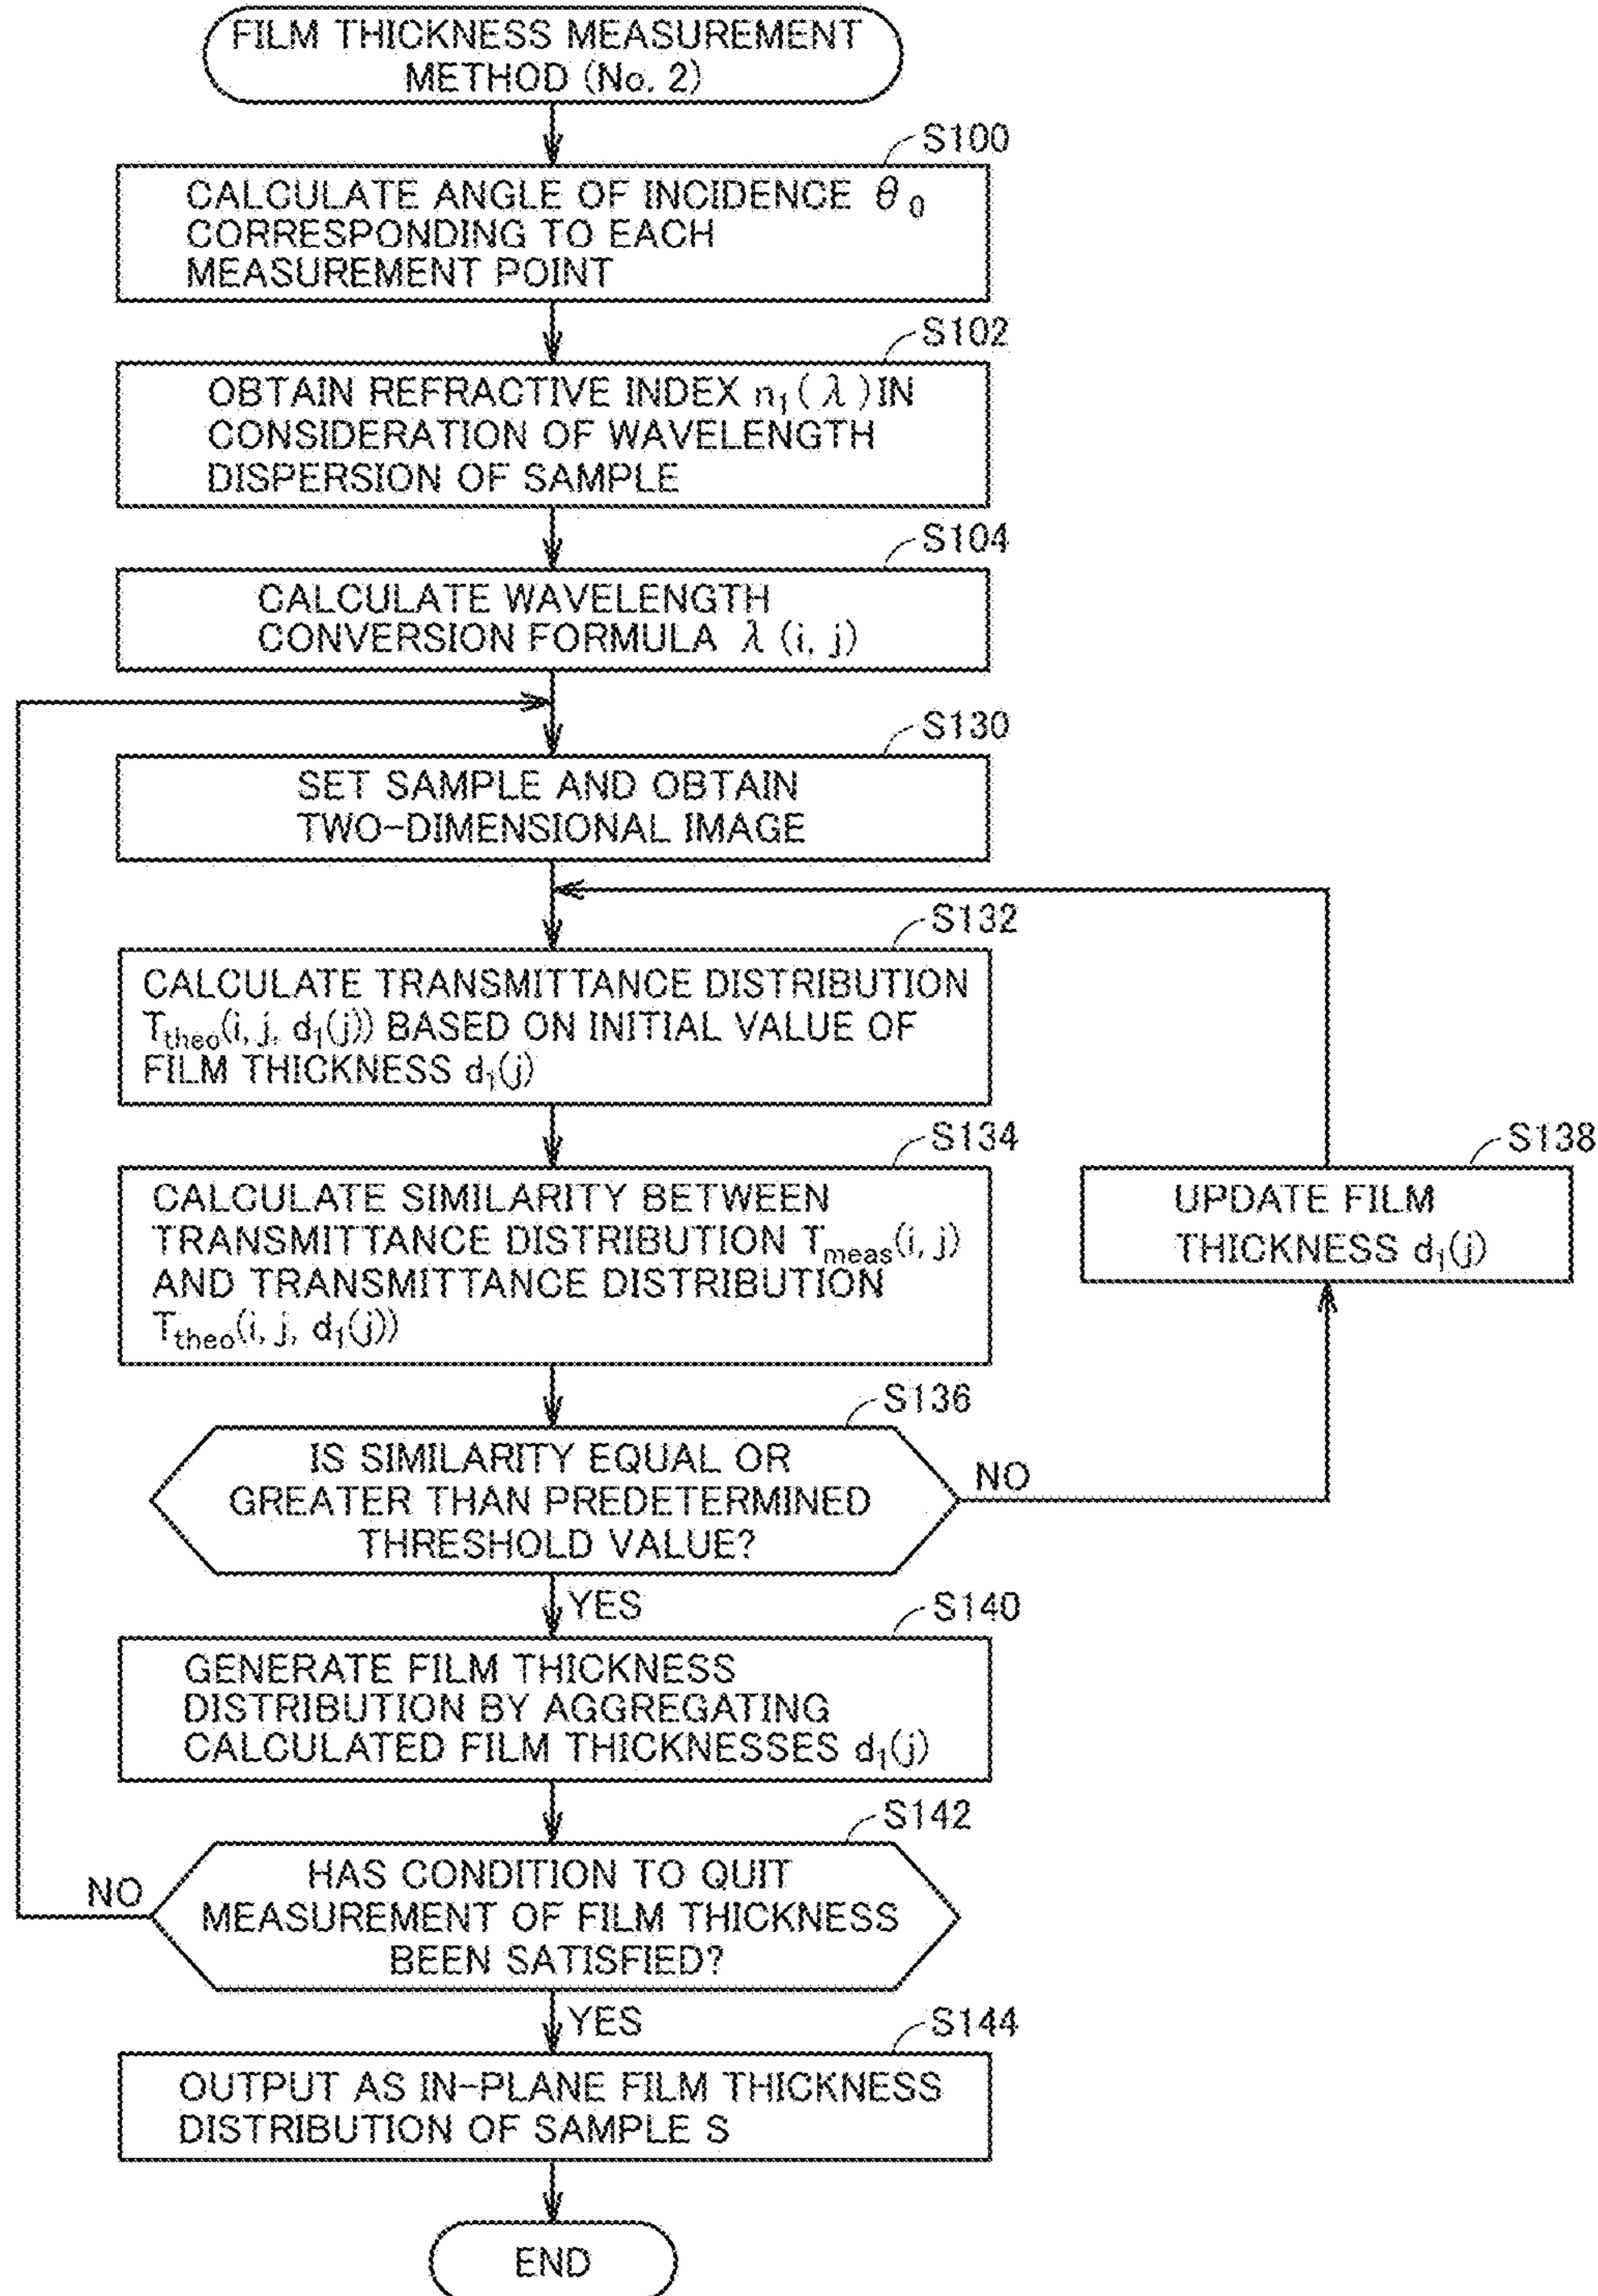 FILM THICKNESS MEASUREMENT
METHOD (No. 2)
S100
CALCULATE ANGLE OF INCIDENCE θ₀
CORRESPONDING TO EACH
MEASUREMENT POINT
S102
OBTAIN REFRACTIVE INDEX n₁(λ) IN
CONSIDERATION OF WAVELENGTH
DISPERSION OF SAMPLE
S104
CALCULATE WAVELENGTH
CONVERSION FORMULA λ (i, j)
S130
SET SAMPLE AND OBTAIN
TWO-DIMENSIONAL IMAGE
S132
CALCULATE TRANSMITTANCE DISTRIBUTION
Ttheo(i, j, d₁(j)) BASED ON INITIAL VALUE OF
FILM THICKNESS d₁(j)
S134
CALCULATE SIMILARITY BETWEEN
TRANSMITTANCE DISTRIBUTION Tmeas(i, j)
AND TRANSMITTANCE DISTRIBUTION
Ttheo(i, j, d₁(j))
S138
UPDATE FILM
THICKNESS d₁(j)
S136
IS SIMILARITY EQUAL OR
GREATER THAN PREDETERMINED
THRESHOLD VALUE?
NO
YES
S140
GENERATE FILM THICKNESS
DISTRIBUTION BY AGGREGATING
CALCULATED FILM THICKNESSES d₁(j)
S142
HAS CONDITION TO QUIT
MEASUREMENT OF FILM THICKNESS
BEEN SATISFIED?
NO
YES
S144
OUTPUT AS IN-PLANE FILM THICKNESS
DISTRIBUTION OF SAMPLE S
END